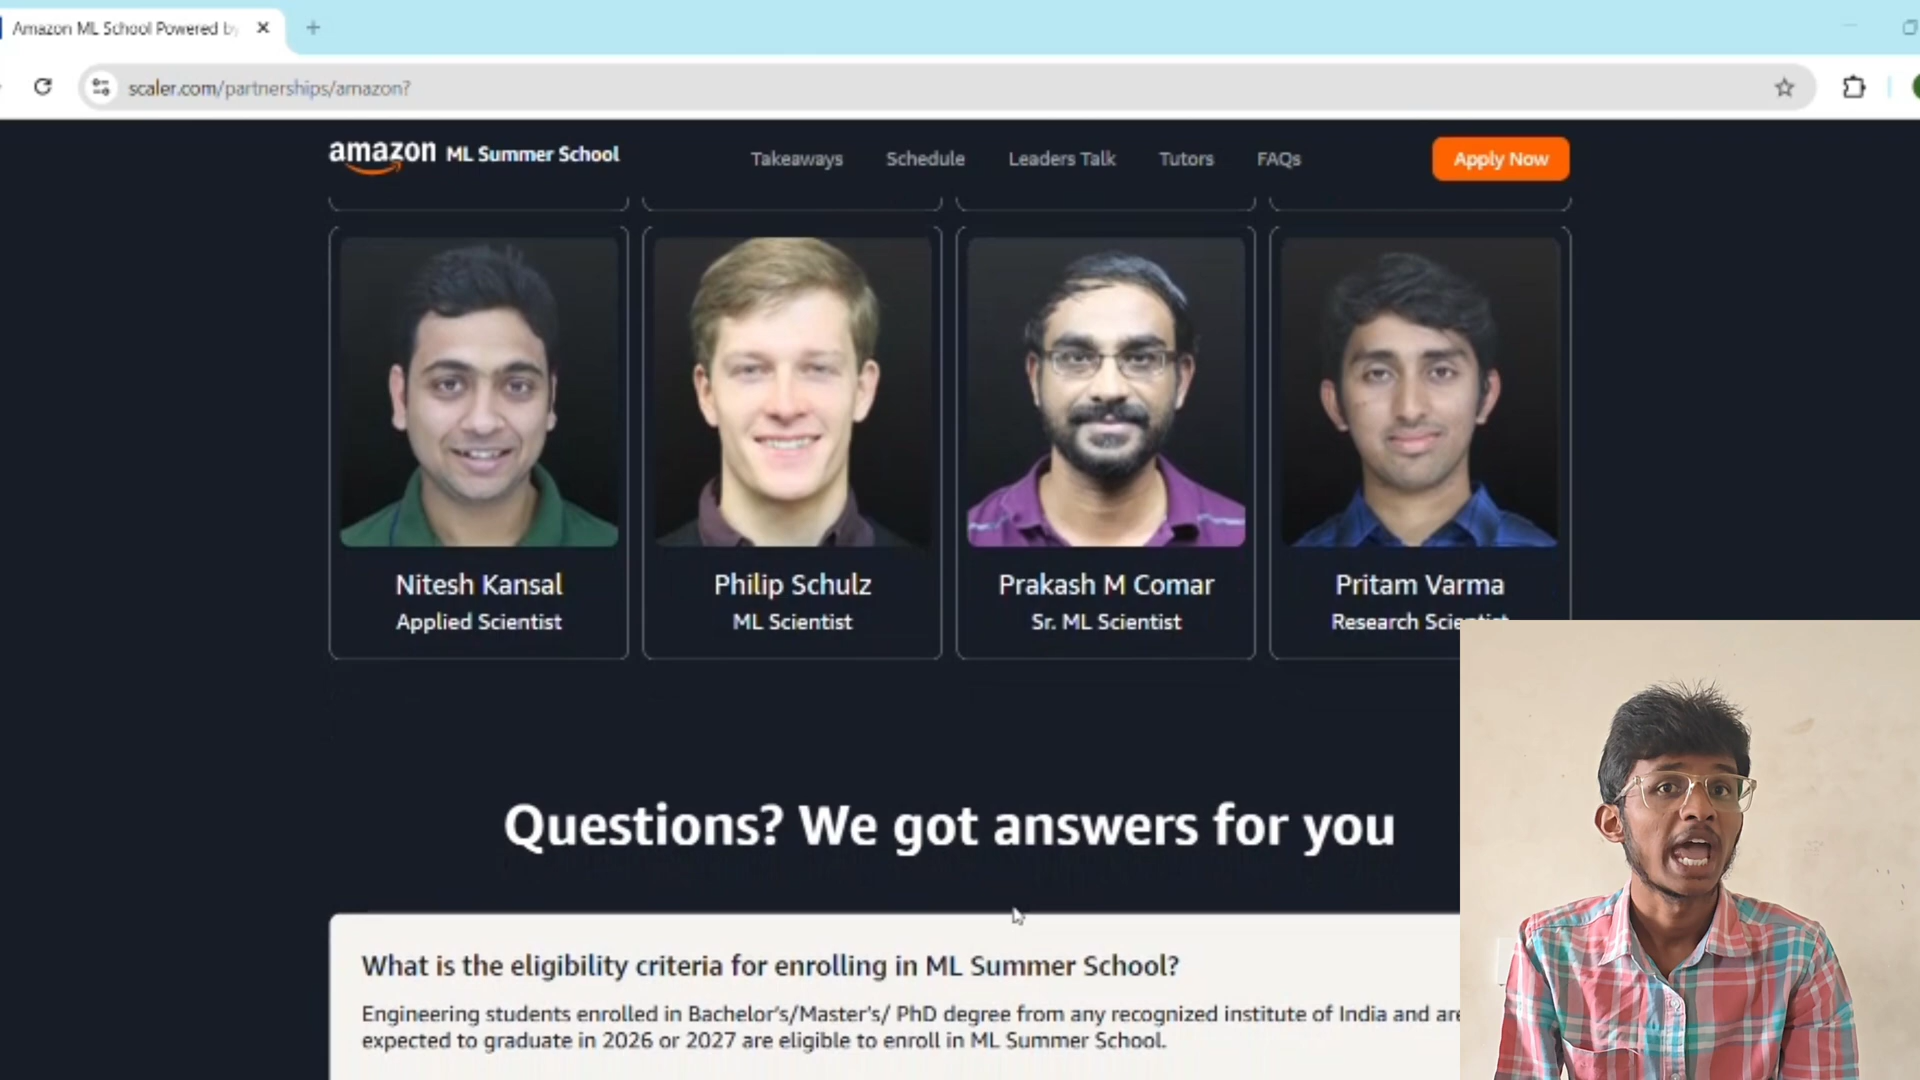 Amazon ML School Powered by
scaler.com/partnerships/amazon?
amazon ML Summer School
Takeaways
Schedule
Leaders Talk
Tutors
FAQs
Apply Now
Nitesh Kansal
Applied Scientist
Philip Schulz
ML Scientist
Prakash M Comar
Sr. ML Scientist
Pritam Varma
Research Scientist
Questions? We got answers for you
What is the eligibility criteria for enrolling in ML Summer School?
Engineering students enrolled in Bachelor's/Master's/ PhD degree from any recognized institute of India and are
expected to graduate in 2026 or 2027 are eligible to enroll in ML Summer School.